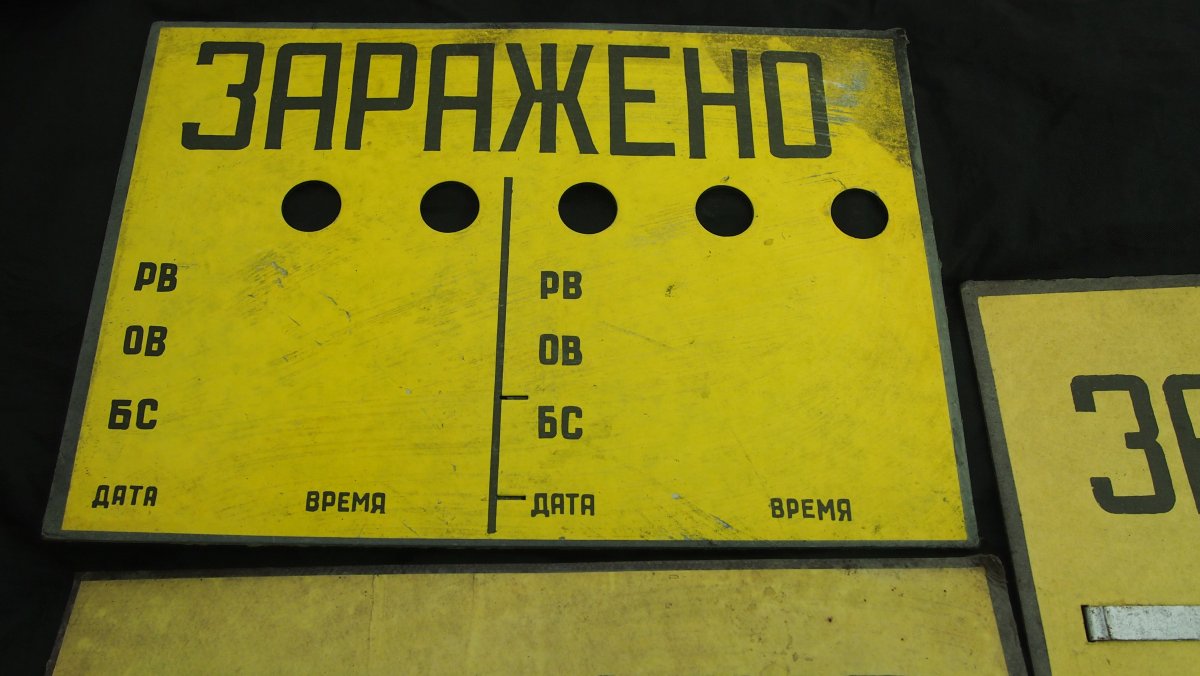 ЗАРАЖЕНО
РВ РВ
ОВ ОВ
БС БС
ДАТА ВРЕМЯ ДАТА ВРЕМЯ